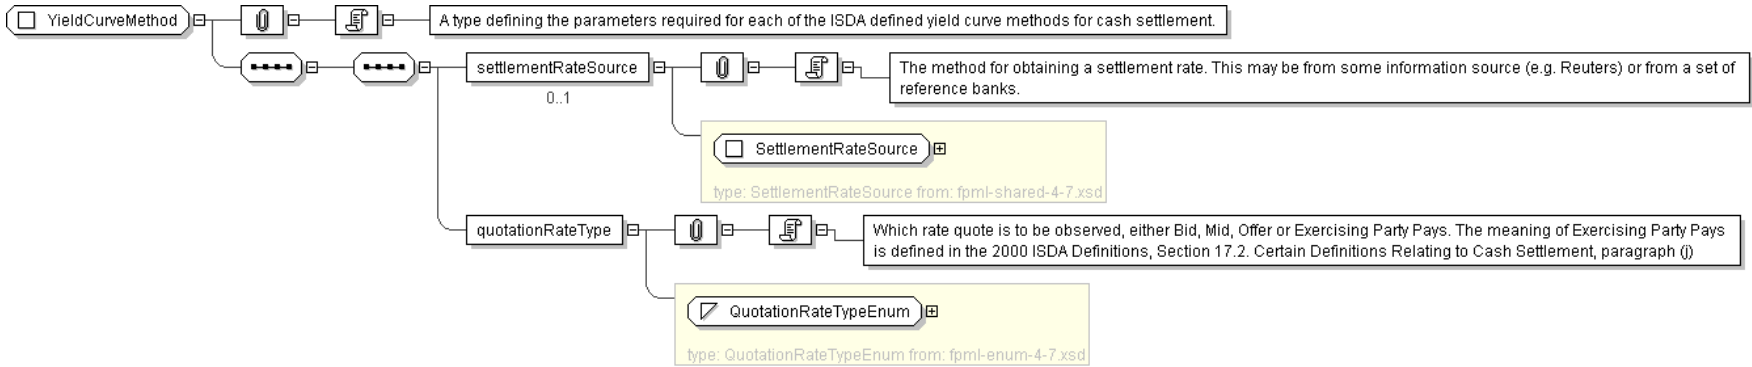 YieldCurveMethod
A type defining the parameters required for each of the ISDA defined yield curve methods for cash settlement.
settlementRateSource
0..1
The method for obtaining a settlement rate. This may be from some information source (e.g. Reuters) or from a set of
reference banks.
SettlementRateSource
type: SettlementRateSource from: fpml-shared-4-7.xsd
quotationRateType
Which rate quote is to be observed, either Bid, Mid, Offer or Exercising Party Pays. The meaning of Exercising Party Pays
is defined in the 2000 ISDA Definitions, Section 17.2. Certain Definitions Relating to Cash Settlement, paragraph (j)
QuotationRateTypeEnum
type: QuotationRateTypeEnum from: fpml-enum-4-7.xsd